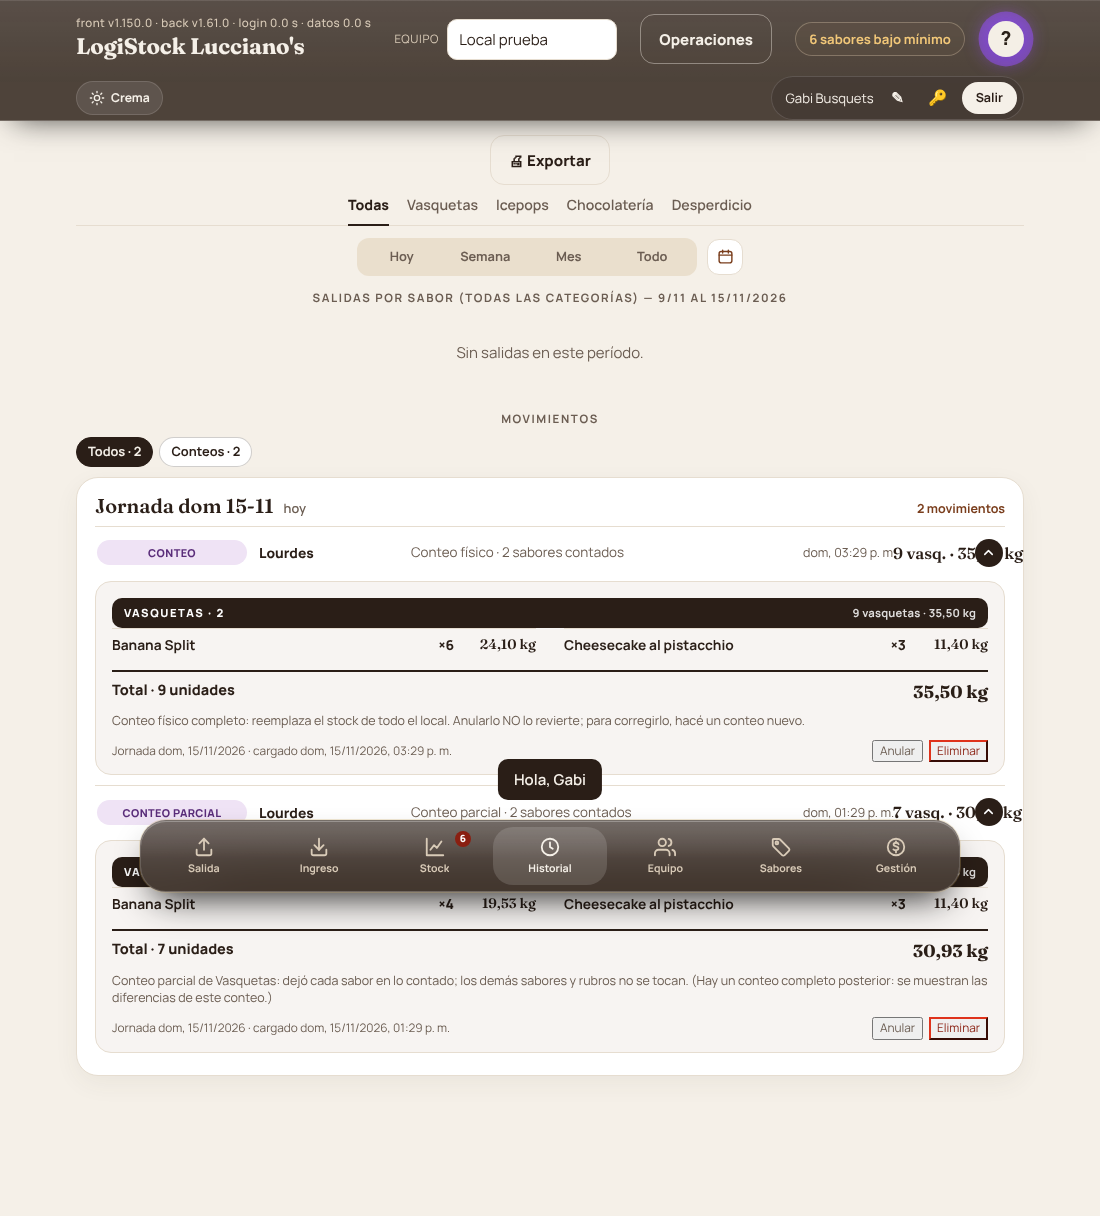 front v1.150.0 · back v1.61.0 · login 0.0 s · datos 0.0 s
LogiStock Lucciano's
EQUIPO Local prueba Operaciones 6 sabores bajo mínimo ?
Crema Gabi Busquets Salir
Exportar
Todas Vasquetas Icepops Chocolatería Desperdicio
Hoy Semana Mes Todo
SALIDAS POR SABOR (TODAS LAS CATEGORÍAS) — 9/11 AL 15/11/2026
Sin salidas en este período.
MOVIMIENTOS
Todos · 2 Conteos · 2
Jornada dom 15-11 hoy 2 movimientos
CONTEO Lourdes Conteo físico · 2 sabores contados dom, 03:29 p. m. 9 vasq. · 35 kg
VASQUETAS · 2 9 vasquetas · 35,50 kg
Banana Split ×6 24,10 kg Cheesecake al pistacchio ×3 11,40 kg
Total · 9 unidades 35,50 kg
Conteo físico completo: reemplaza el stock de todo el local. Anularlo NO lo revierte; para corregirlo, hacé un conteo nuevo.
Jornada dom, 15/11/2026 · cargado dom, 15/11/2026, 03:29 p. m. Anular Eliminar
Hola, Gabi
CONTEO PARCIAL Lourdes Conteo parcial · 2 sabores contados dom, 01:29 p. m. 7 vasq. · 30 kg
Salida Ingreso Stock 6 Historial Equipo Sabores Gestión
VA kg
Banana Split ×4 19,53 kg Cheesecake al pistacchio ×3 11,40 kg
Total · 7 unidades 30,93 kg
Conteo parcial de Vasquetas: dejó cada sabor en lo contado; los demás sabores y rubros no se tocan. (Hay un conteo completo posterior: se muestran las
diferencias de este conteo.)
Jornada dom, 15/11/2026 · cargado dom, 15/11/2026, 01:29 p. m. Anular Eliminar